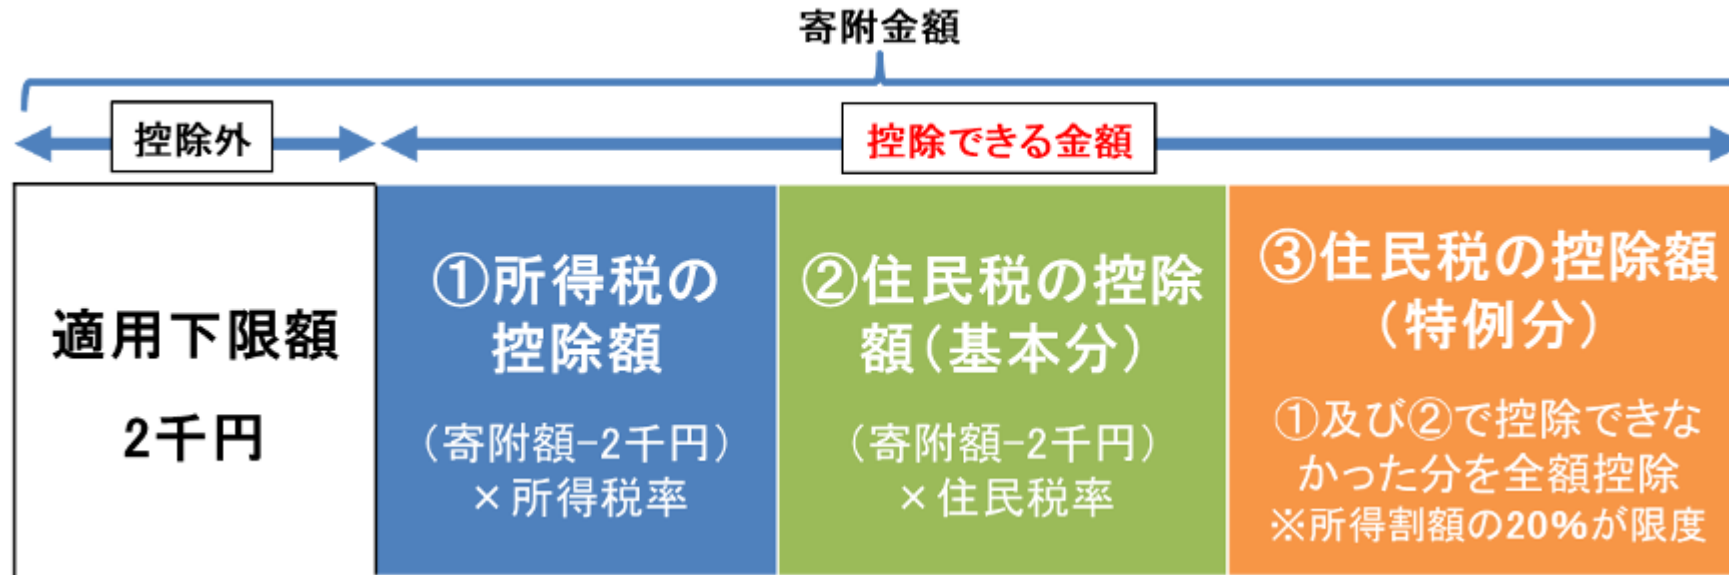 寄附金額
控除外
控除できる金額
適用下限額
2千円
①所得税の
控除額
(寄附額-2千円)
×所得税率
②住民税の控除
額(基本分)
(寄附額-2千円)
×住民税率
③住民税の控除額
(特例分)
①及び②で控除できな
かった分を全額控除
※所得割額の20%が限度